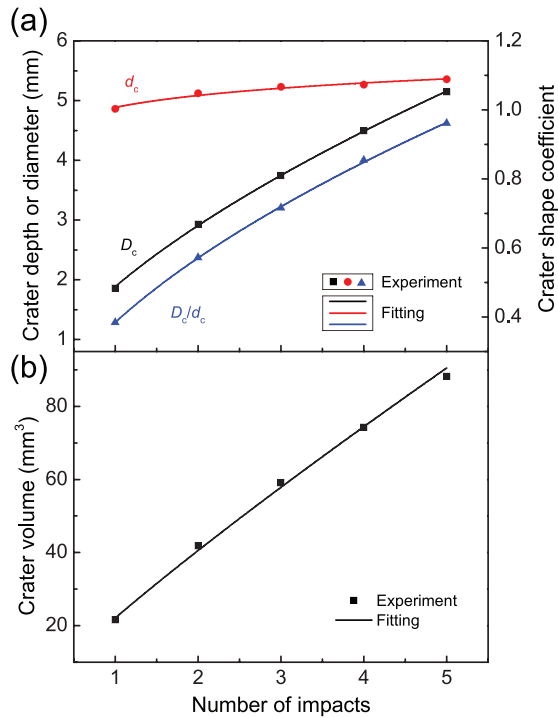 (a)
Crater depth or diameter (mm)
6
5
4
3
2
1
d_c
D_c
D_c/d_c
Experiment
Fitting
1.2
1.0
0.8
0.6
0.4
Crater shape coefficient
(b)
Crater volume (mm³)
80
60
40
20
Experiment
Fitting
1 2 3 4 5
Number of impacts